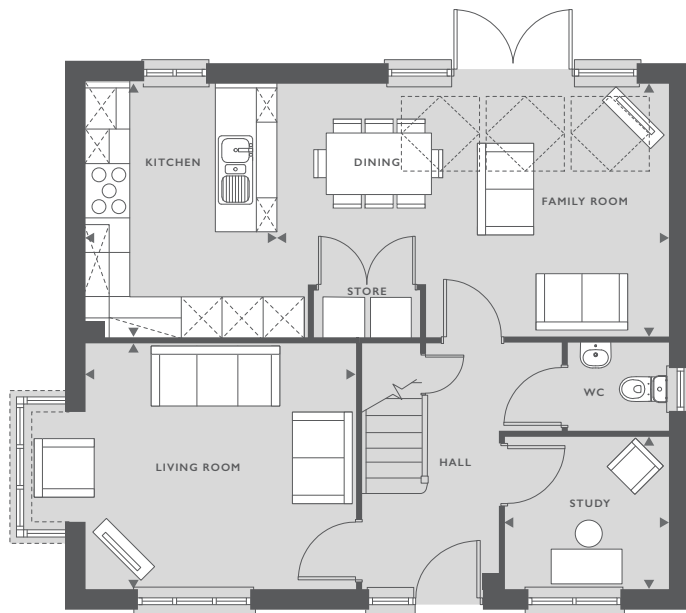 KITCHEN
DINING
FAMILY ROOM
STORE
WC
LIVING ROOM
HALL
STUDY